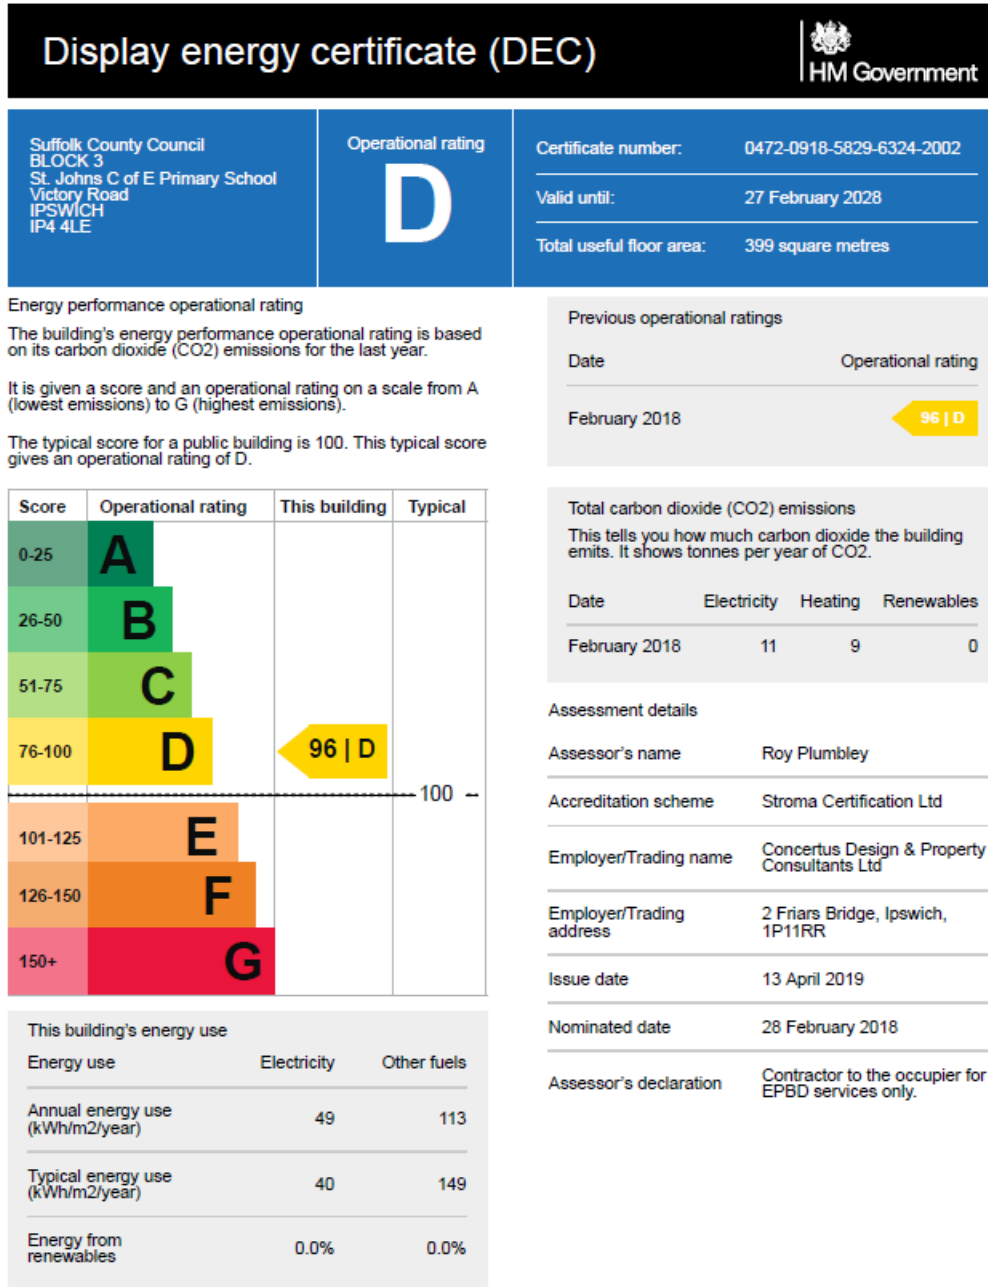 Display energy certificate (DEC)
HM Government
Suffolk County Council
BLOCK 3
St. Johns C of E Primary School
Victory Road
IPSWICH
IP4 4LE
Operational rating
D
Certificate number: 0472-0918-5829-6324-2002
Valid until: 27 February 2028
Total useful floor area: 399 square metres
Energy performance operational rating
The building's energy performance operational rating is based
on its carbon dioxide (CO2) emissions for the last year.
It is given a score and an operational rating on a scale from A
(lowest emissions) to G (highest emissions).
The typical score for a public building is 100. This typical score
gives an operational rating of D.
Score Operational rating This building Typical
0-25 A
26-50 B
51-75 C
76-100 D 96 | D
100
101-125 E
126-150 F
150+ G
This building's energy use
Energy use Electricity Other fuels
Annual energy use
(kWh/m2/year) 49 113
Typical energy use
(kWh/m2/year) 40 149
Energy from
renewables 0.0% 0.0%
Previous operational ratings
Date Operational rating
February 2018 96 | D
Total carbon dioxide (CO2) emissions
This tells you how much carbon dioxide the building
emits. It shows tonnes per year of CO2.
Date Electricity Heating Renewables
February 2018 11 9 0
Assessment details
Assessor's name Roy Plumbley
Accreditation scheme Stroma Certification Ltd
Employer/Trading name Concertus Design & Property
Consultants Ltd
Employer/Trading
address 2 Friars Bridge, Ipswich,
1P11RR
Issue date 13 April 2019
Nominated date 28 February 2018
Assessor's declaration Contractor to the occupier for
EPBD services only.